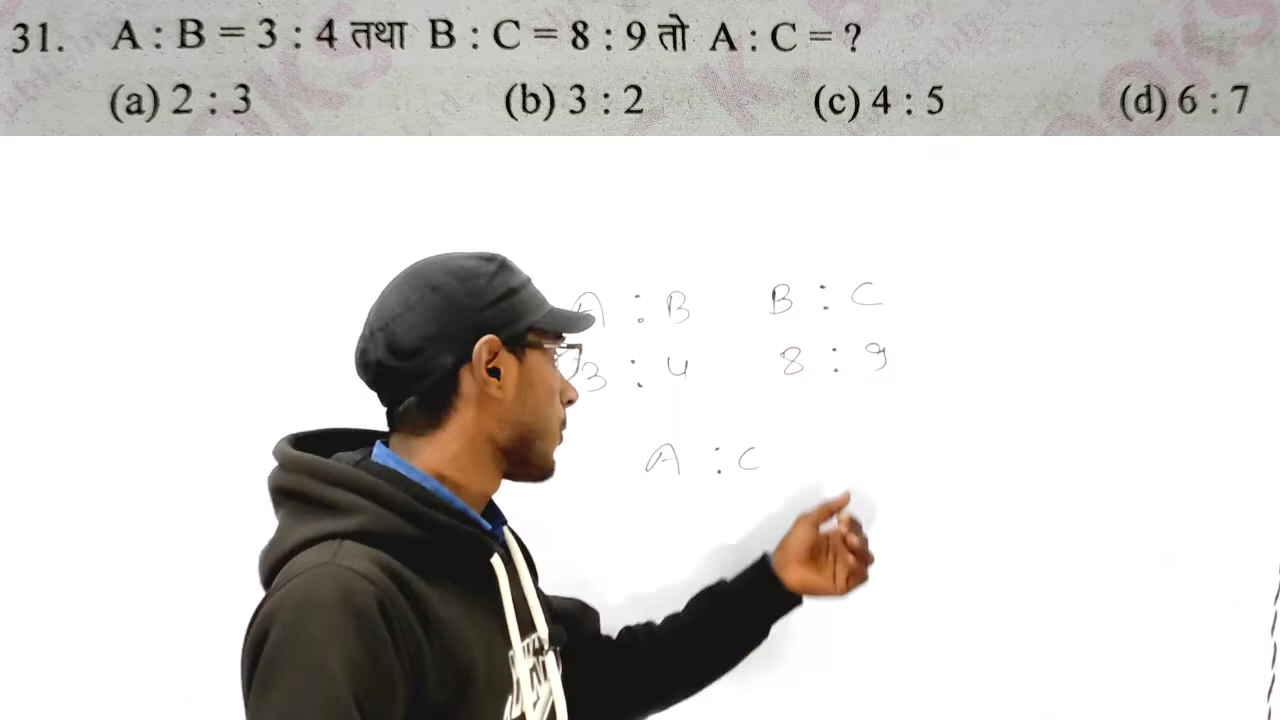 31. A : B = 3 : 4 तथा B : C = 8 : 9 तो A : C = ?
(a) 2 : 3 (b) 3 : 2 (c) 4 : 5 (d) 6 : 7
A : B B : C
3 : 4 8 : 9
A : C